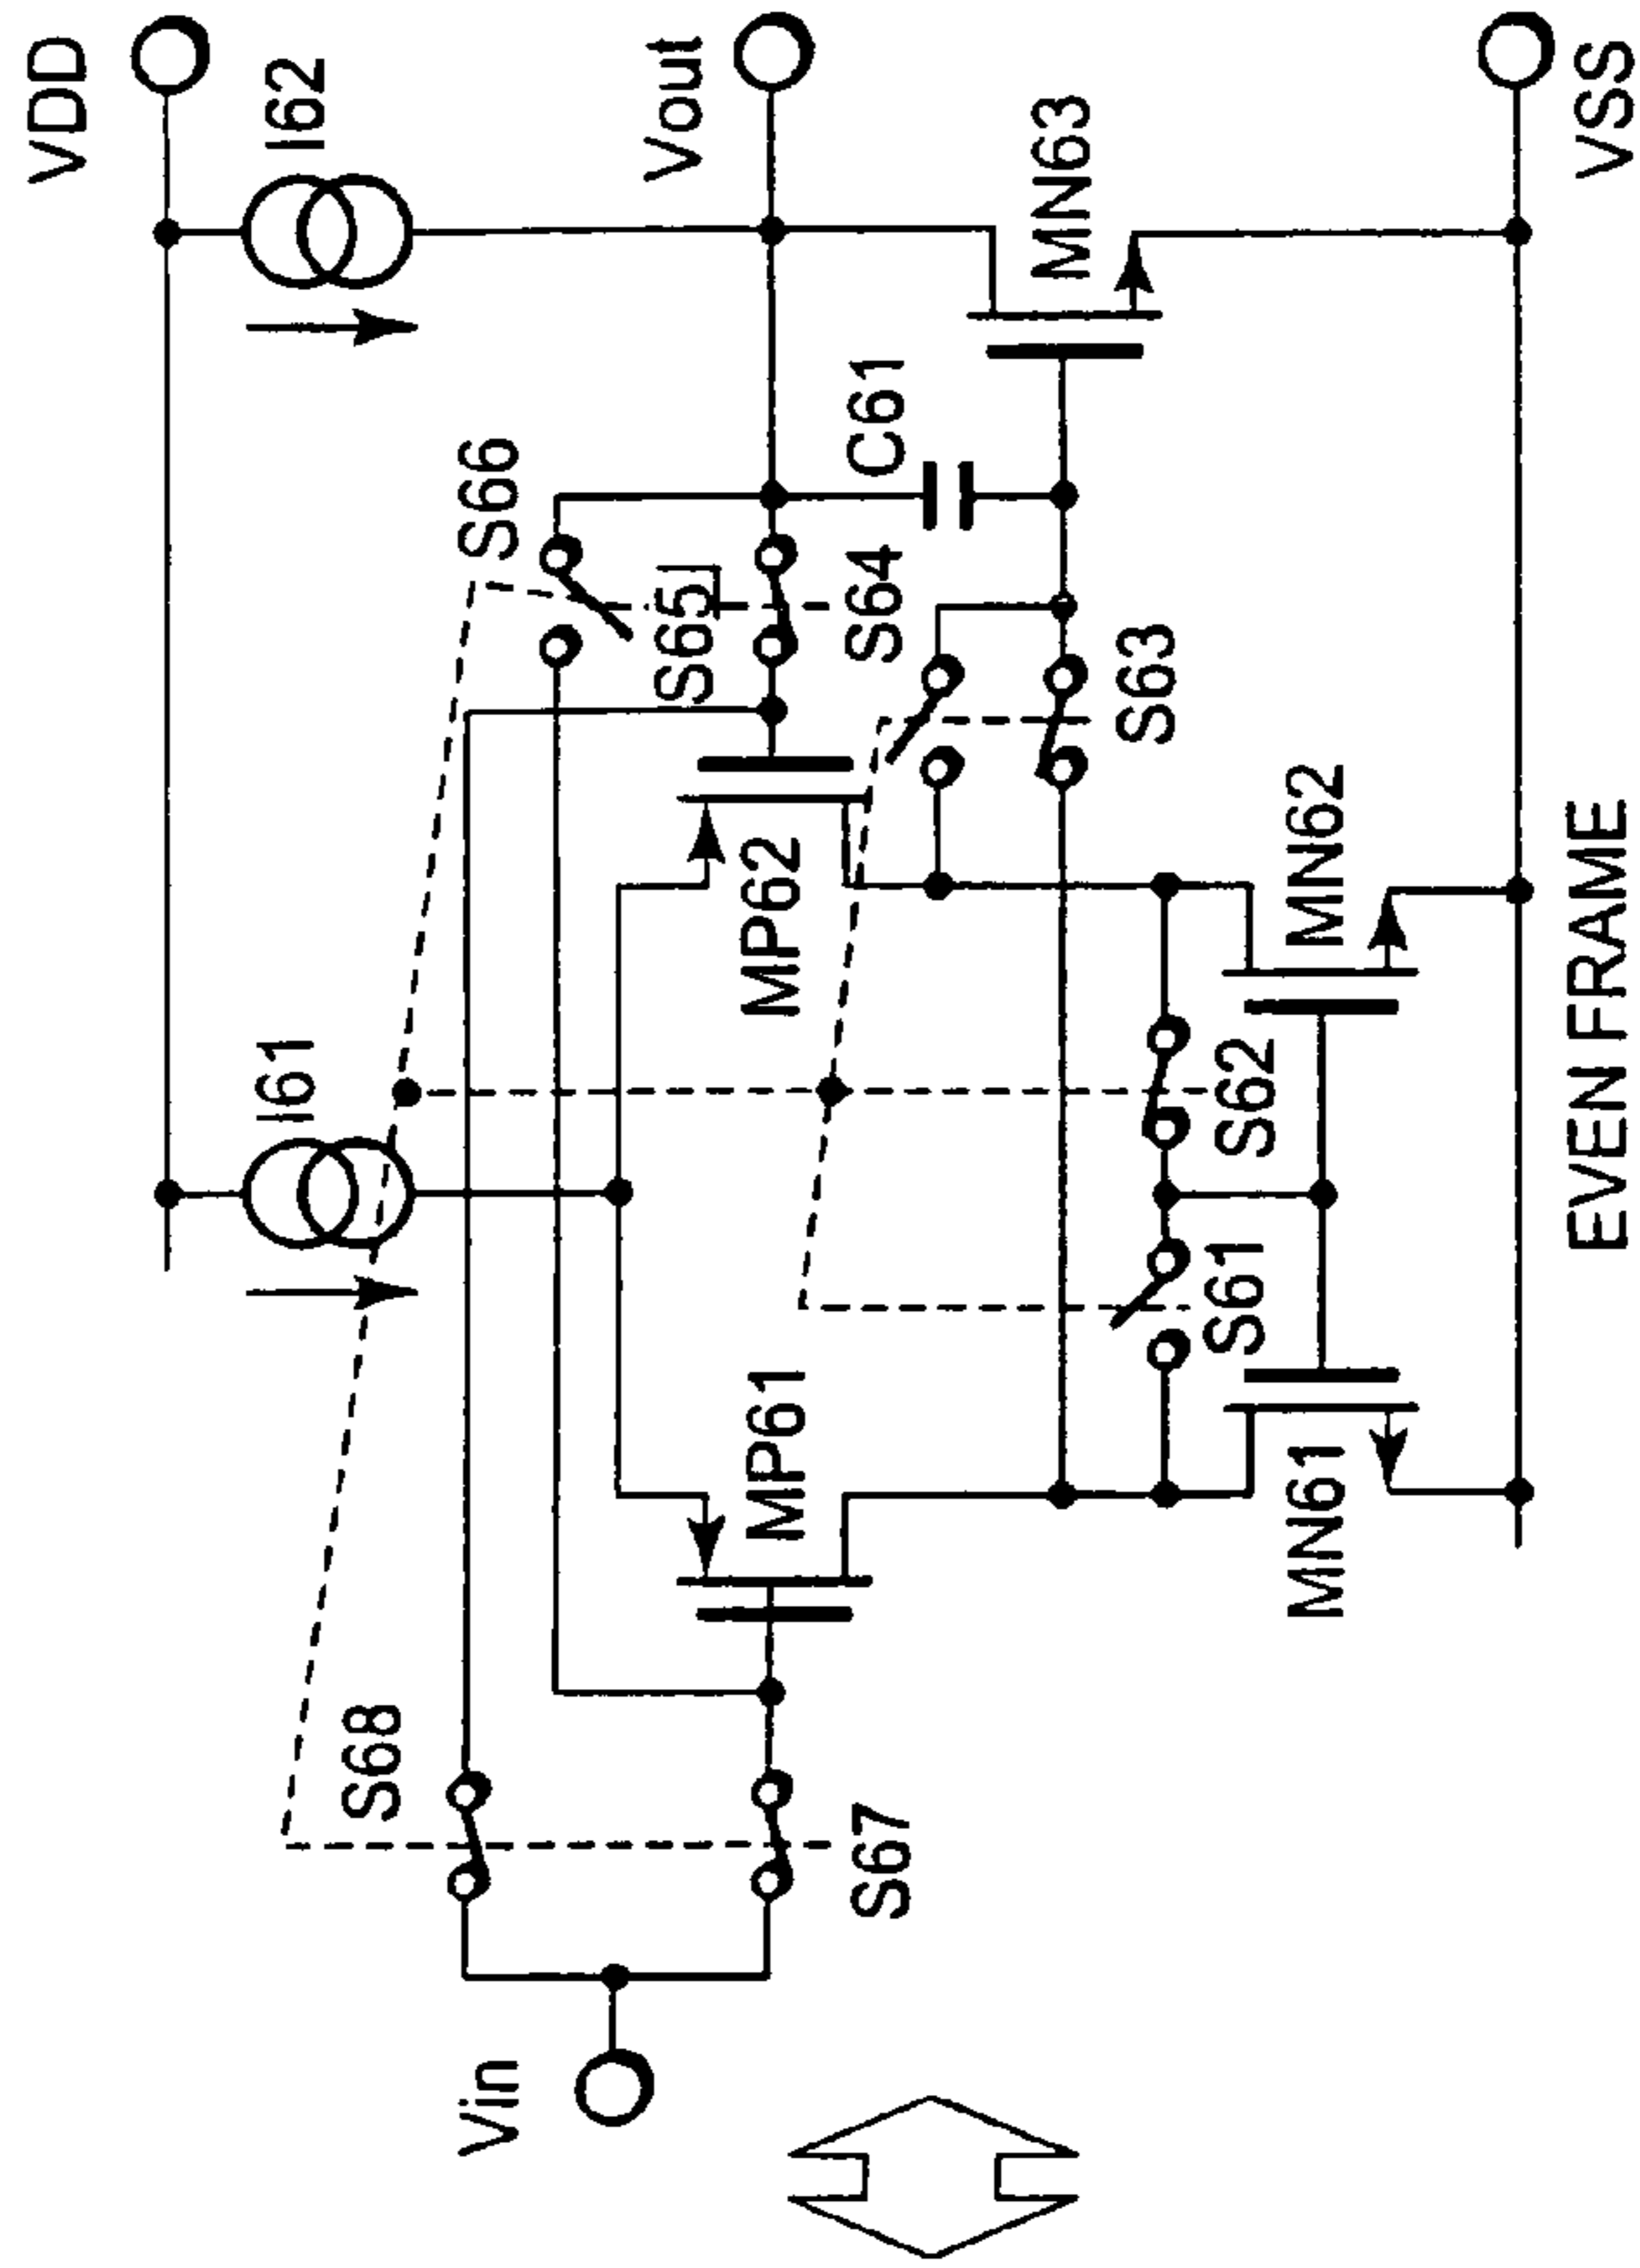 VDD
I62
Vout
MN63
VSS
S66
C61
S65
S64
S63
I61
MP62
MN62
S62
S61
MP61
MN61
S68
S67
Vin
EVEN FRAME